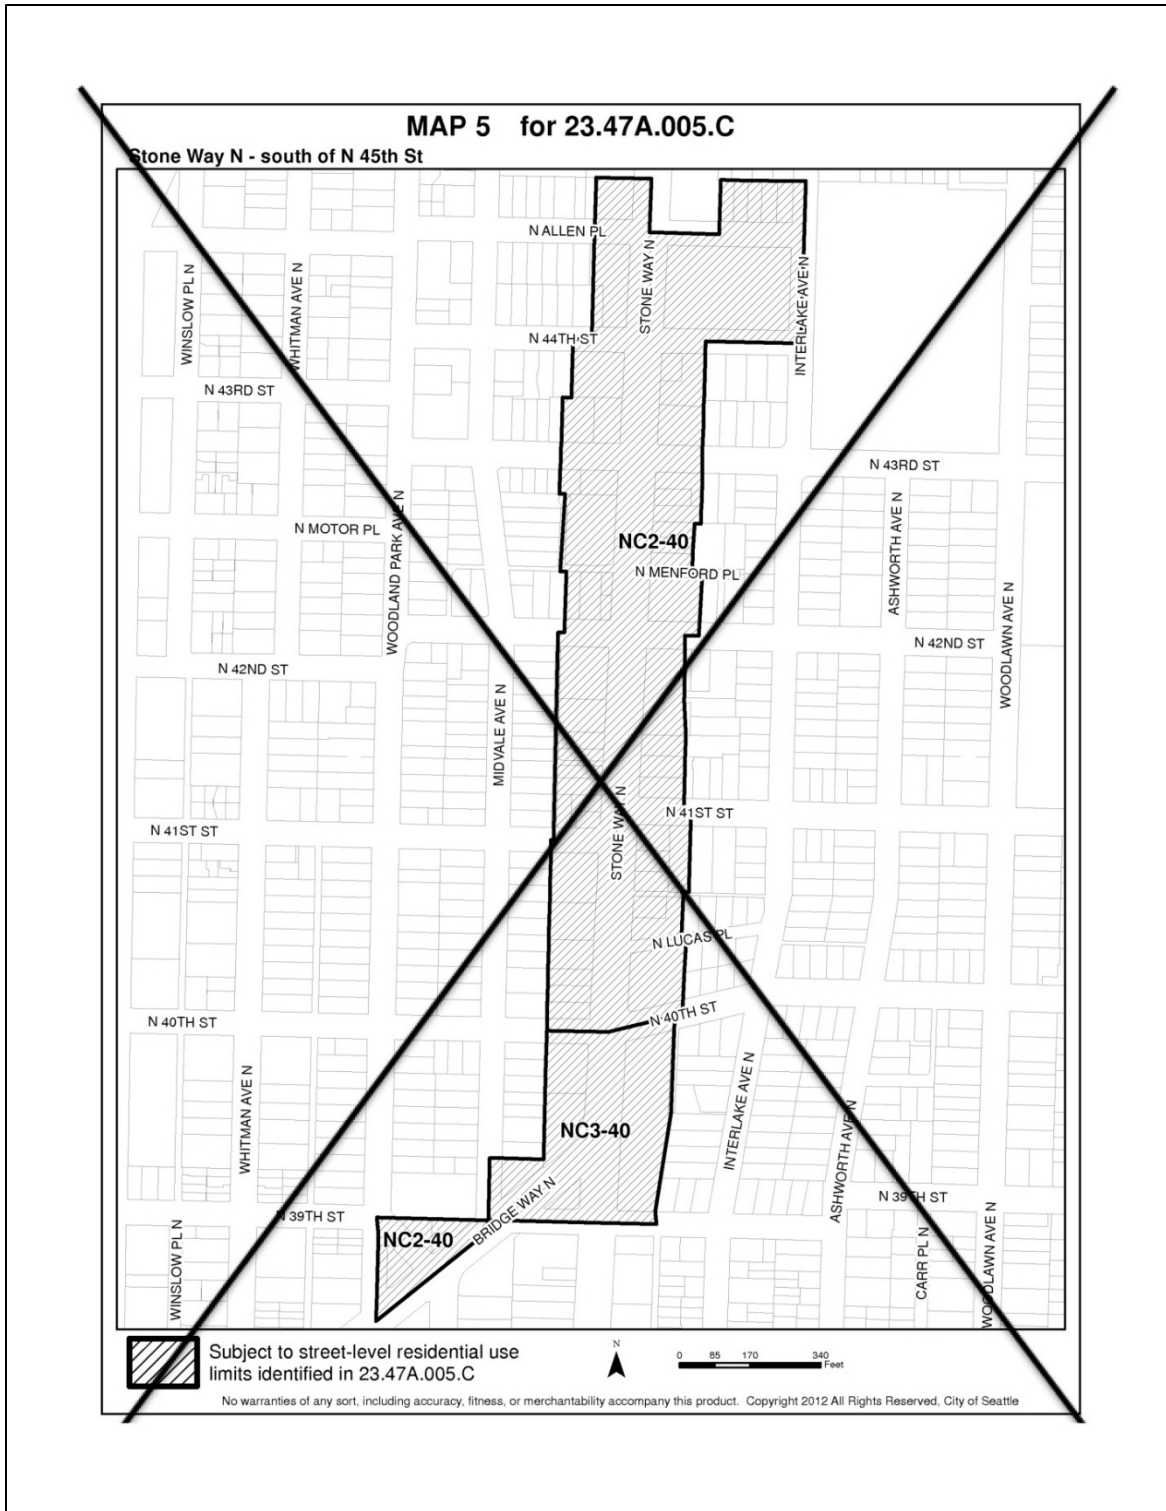 MAP 5 for 23.47A.005.C
Stone Way N - south of N 45th St
N ALLEN PL
STONE WAY N
WINSLOW PL N
WHITMAN AVE N
INTERLAKE AVE N
N 44TH ST
N 43RD ST
N 43RD ST
WOODLAND PARK AVE N
ASHWORTH AVE N
N MOTOR PL
NC2-40
N MENFORD PL
WOODLAWN AVE N
N 42ND ST
N 42ND ST
MIDVALE AVE N
N 41ST ST
STONE WAY N
N 41ST ST
N LUCAS PL
N 40TH ST
N 40TH ST
WHITMAN AVE N
INTERLAKE AVE N
NC3-40
ASHWORTH AVE N
N 39TH ST
N 39TH ST
BRIDGE WAY N
NC2-40
WINSLOW PL N
CARR PL N
WOODLAWN AVE N
Subject to street-level residential use
limits identified in 23.47A.005.C
N
0 85 170 340
Feet
No warranties of any sort, including accuracy, fitness, or merchantability accompany this product. Copyright 2012 All Rights Reserved, City of Seattle